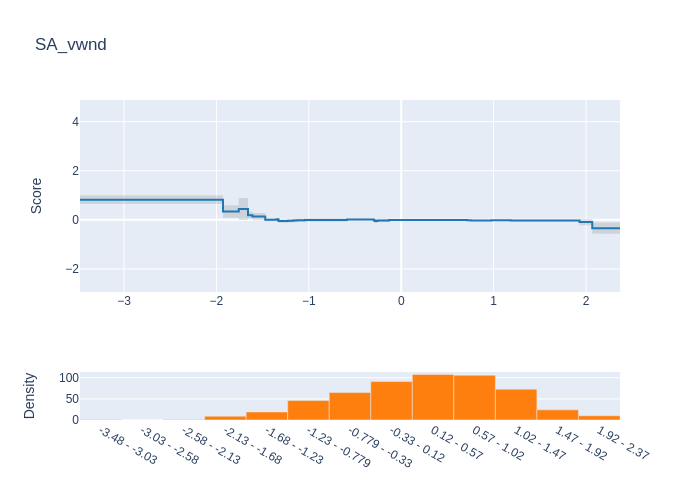 SA_vwnd
Score
4
2
0
−2
−3
−2
−1
0
1
2
Density
100
50
0
-3.48 - -3.03
-3.03 - -2.58
-2.58 - -2.13
-2.13 - -1.68
-1.68 - -1.23
-1.23 - -0.779
-0.779 - -0.33
-0.33 - 0.12
0.12 - 0.57
0.57 - 1.02
1.02 - 1.47
1.47 - 1.92
1.92 - 2.37